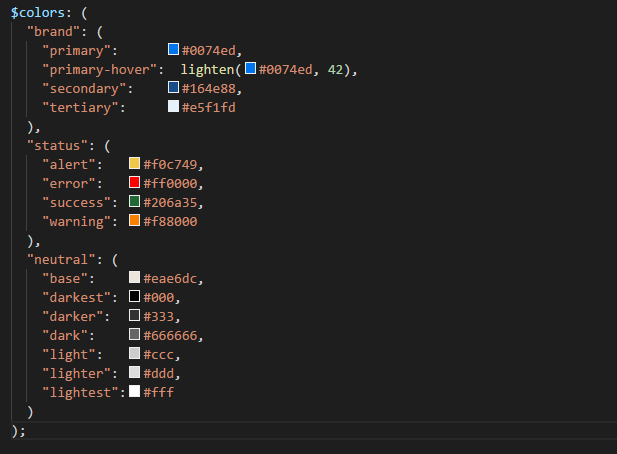 $colors: (
"brand": (
"primary": #0074ed,
"primary-hover": lighten(#0074ed, 42),
"secondary": #164e88,
"tertiary": #e5f1fd
),
"status": (
"alert": #f0c749,
"error": #ff0000,
"success": #206a35,
"warning": #f88000
),
"neutral": (
"base": #eae6dc,
"darkest": #000,
"darker": #333,
"dark": #666666,
"light": #ccc,
"lighter": #ddd,
"lightest": #fff
)
);